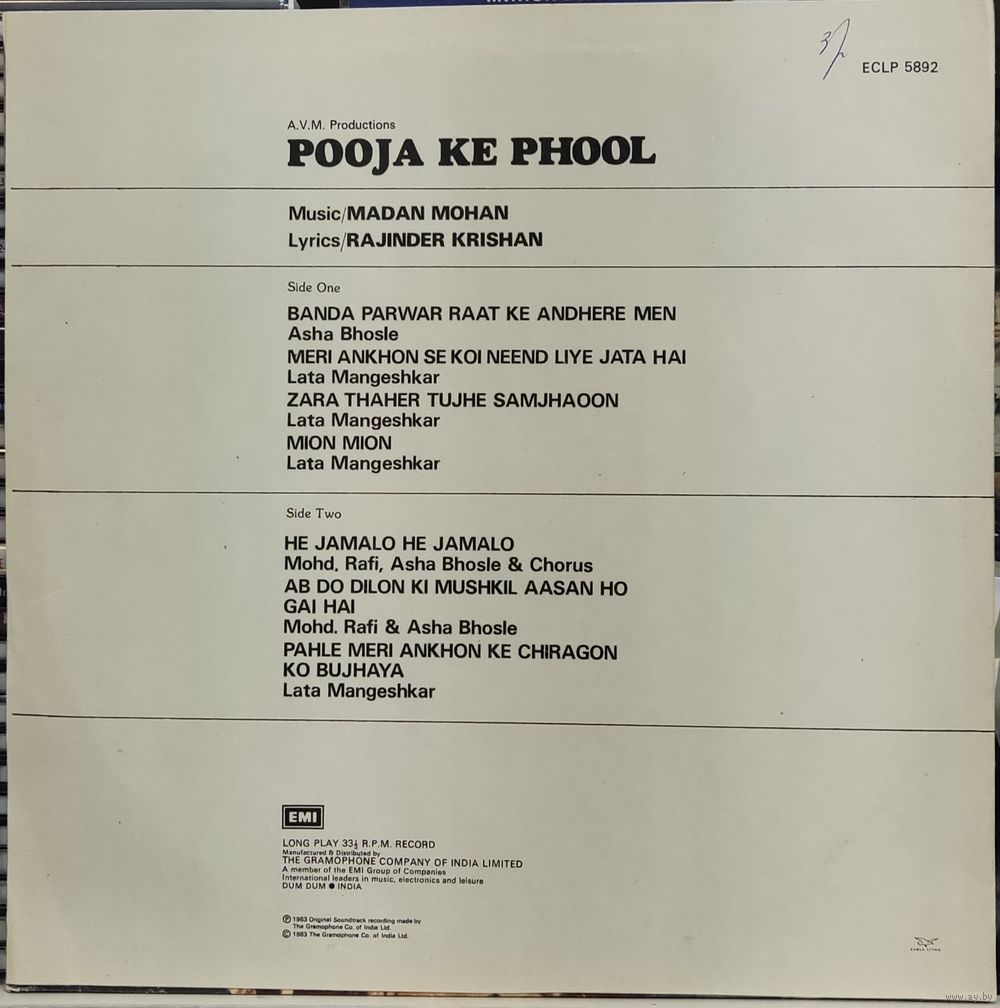 ECLP 5892
A.V.M. Productions
POOJA KE PHOOL
Music/MADAN MOHAN
Lyrics/RAJINDER KRISHAN
Side One
BANDA PARWAR RAAT KE ANDHERE MEN
Asha Bhosle
MERI ANKHON SE KOI NEEND LIYE JATA HAI
Lata Mangeshkar
ZARA THAHER TUJHE SAMJHAOON
Lata Mangeshkar
MION MION
Lata Mangeshkar
Side Two
HE JAMALO HE JAMALO
Mohd. Rafi, Asha Bhosle & Chorus
AB DO DILON KI MUSHKIL AASAN HO
GAI HAI
Mohd. Rafi & Asha Bhosle
PAHLE MERI ANKHON KE CHIRAGON
KO BUJHAYA
Lata Mangeshkar
EMI
LONG PLAY 33⅓ R.P.M. RECORD
Manufactured & Distributed by
THE GRAMOPHONE COMPANY OF INDIA LIMITED
A member of the EMI Group of Companies
International leaders in music, electronics and leisure
DUM DUM ● INDIA
℗ 1963 Original Soundtrack recording made by
The Gramophone Co. of India Ltd.
© 1983 The Gramophone Co. of India Ltd.
EAGLE LITHO
www.ay.by